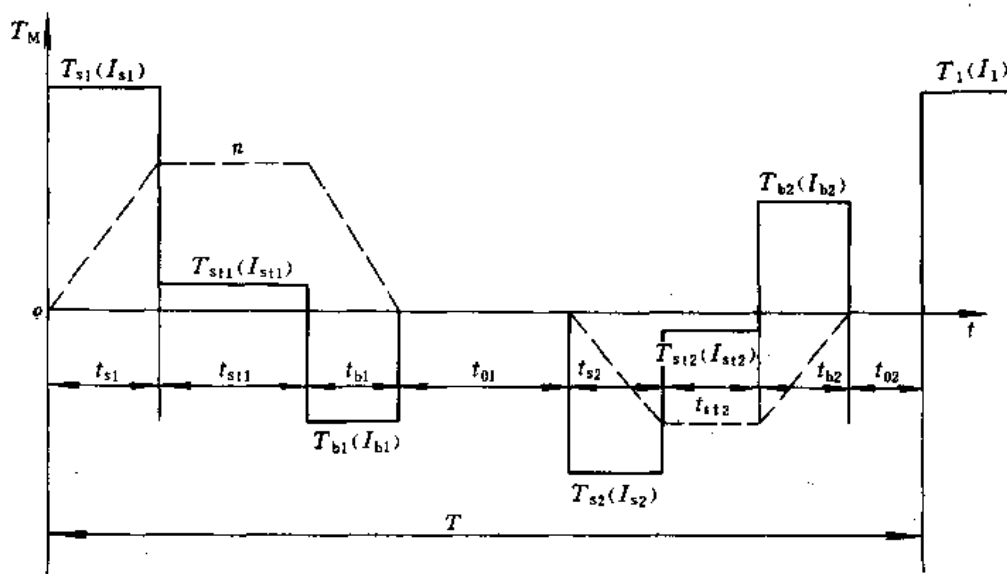 T_M
T_s1(I_s1)
T_1(I_1)
n
T_b2(I_b2)
T_st1(I_st1)
o
t
T_st2(I_st2)
t_s1
t_st1
t_b1
t_01
t_s2
t_b2
t_02
t_st2
T_b1(I_b1)
T_s2(I_s2)
T